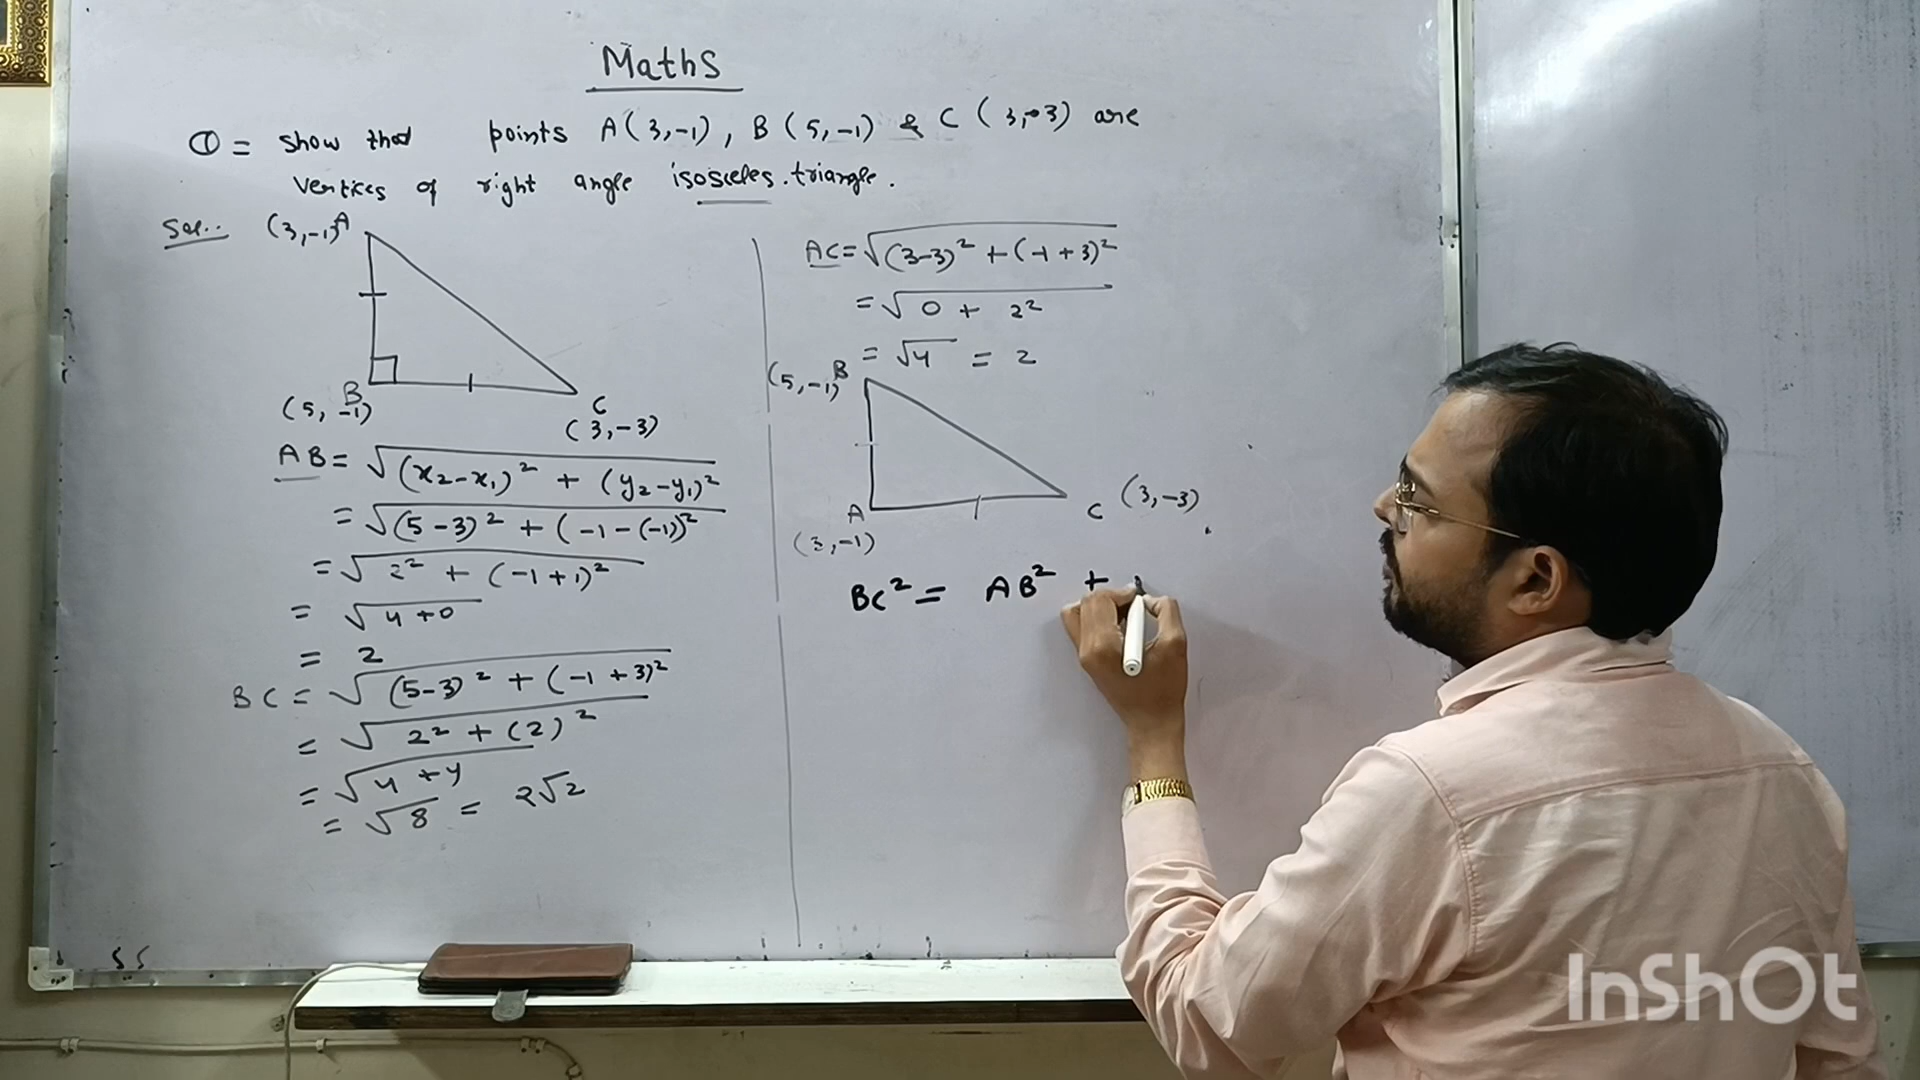 Maths
① = show that points A(3,-1), B(5,-1) & C(3,-3) are
vertices of right angle isosceles triangle.
Sol..
(3,-1) A
B
(5, -1)
C
(3,-3)
AB = √(x₂-x₁)² + (y₂-y₁)²
= √(5-3)² + (-1-(-1))²
= √2² + (-1+1)²
= √4+0
= 2
BC = √(5-3)² + (-1+3)²
= √2² + (2)²
= √4+4
= √8 = 2√2
AC = √(3-3)² + (-1+3)²
= √0 + 2²
= √4 = 2
(5,-1) B
A
(3,-1)
C (3,-3)
BC² = AB² +
InShOt